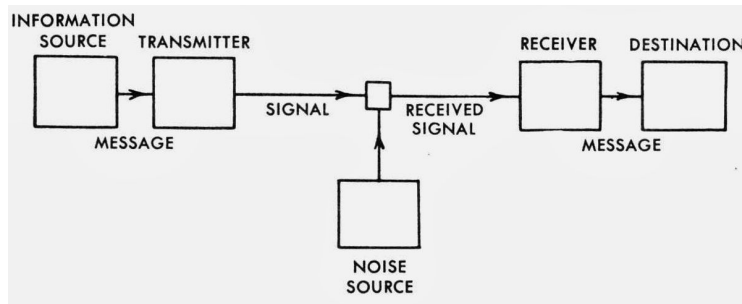 INFORMATION
SOURCE
TRANSMITTER
RECEIVER
DESTINATION
SIGNAL
RECEIVED
SIGNAL
MESSAGE
MESSAGE
NOISE
SOURCE